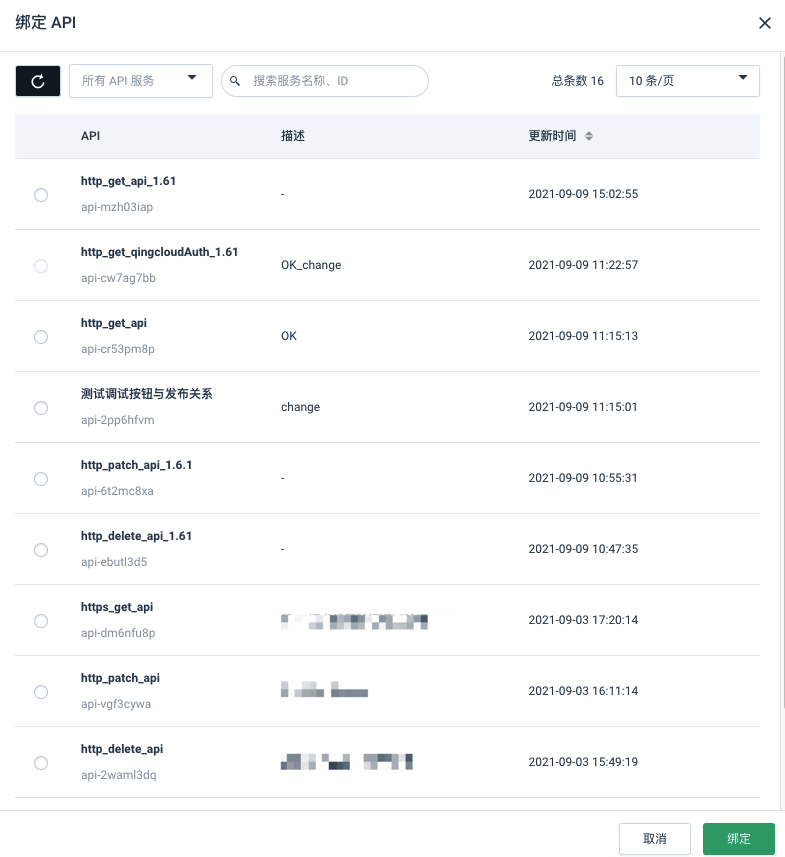 绑定 API
所有 API 服务
搜索服务名称、ID
总条数 16
10 条/页
API 描述 更新时间
http_get_api_1.61
api-mzh03iap
-
2021-09-09 15:02:55
http_get_qingcloudAuth_1.61
api-cw7ag7bb
OK_change
2021-09-09 11:22:57
http_get_api
api-cr53pm8p
OK
2021-09-09 11:15:13
测试调试按钮与发布关系
api-2pp6hfvm
change
2021-09-09 11:15:01
http_patch_api_1.6.1
api-6t2mc8xa
-
2021-09-09 10:55:31
http_delete_api_1.61
api-ebutl3d5
-
2021-09-09 10:47:35
https_get_api
api-dm6nfu8p
2021-09-03 17:20:14
http_patch_api
api-vgf3cywa
2021-09-03 16:11:14
http_delete_api
api-2waml3dq
2021-09-03 15:49:19
取消
绑定